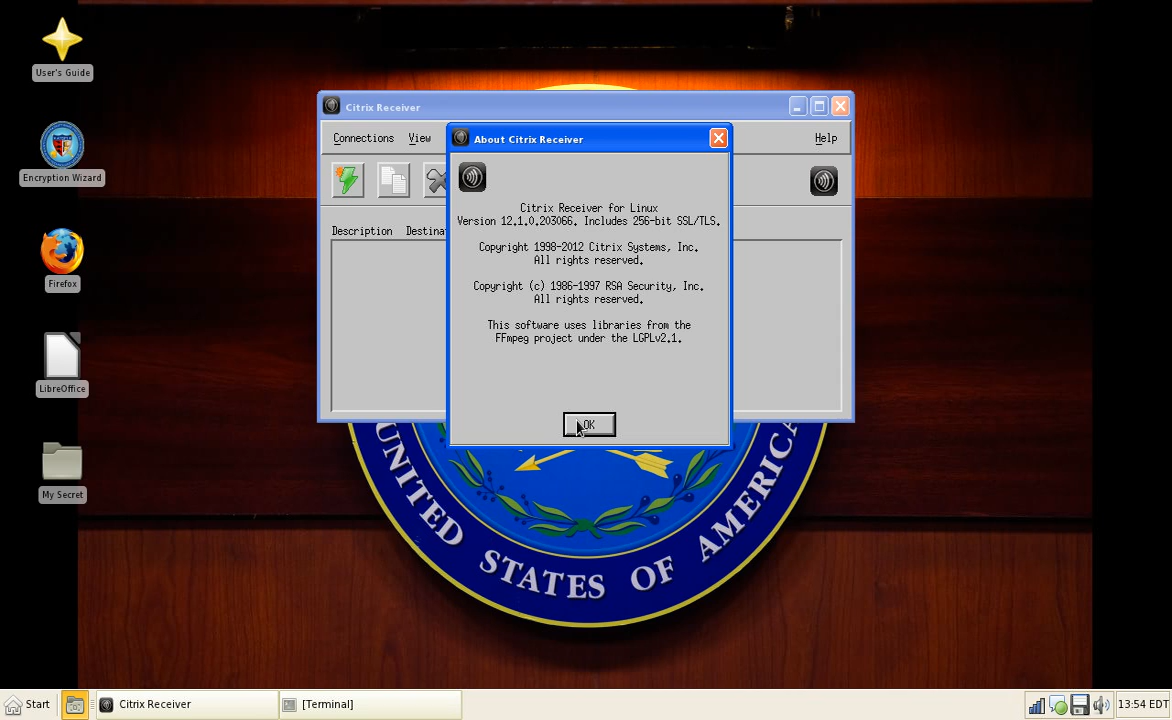 User's Guide
Encryption Wizard
Firefox
LibreOffice
My Secret
Citrix Receiver
Connections View
Help
Description Destina
About Citrix Receiver
Citrix Receiver for Linux
Version 12.1.0.203066. Includes 256-bit SSL/TLS.
Copyright 1998-2012 Citrix Systems, Inc.
All rights reserved.
Copyright (c) 1986-1997 RSA Security, Inc.
All rights reserved.
This software uses libraries from the
FFmpeg project under the LGPLv2.1.
OK
UNITED STATES OF AMERICA
Start
Citrix Receiver
[Terminal]
13:54 EDT